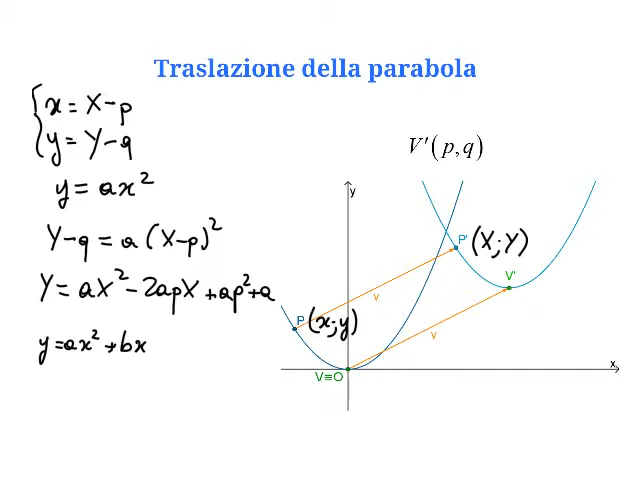 Traslazione della parabola
x = X-p
y = Y-q
y = ax²
Y-q = a (X-p)²
Y = aX² - 2apX + ap² + q
y = ax² + bx
V'(p,q)
y
P' (X;Y)
V'
v
P (x;y)
v
V≡O
x